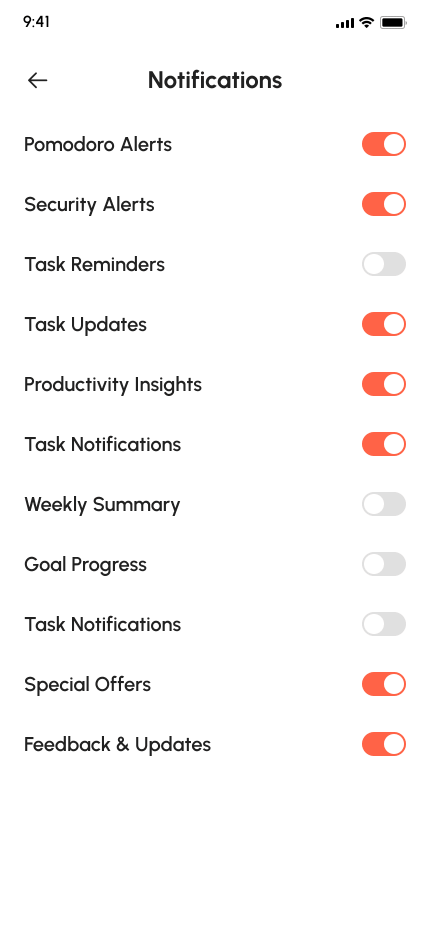 9:41
Notifications
Pomodoro Alerts
Security Alerts
Task Reminders
Task Updates
Productivity Insights
Task Notifications
Weekly Summary
Goal Progress
Task Notifications
Special Offers
Feedback & Updates